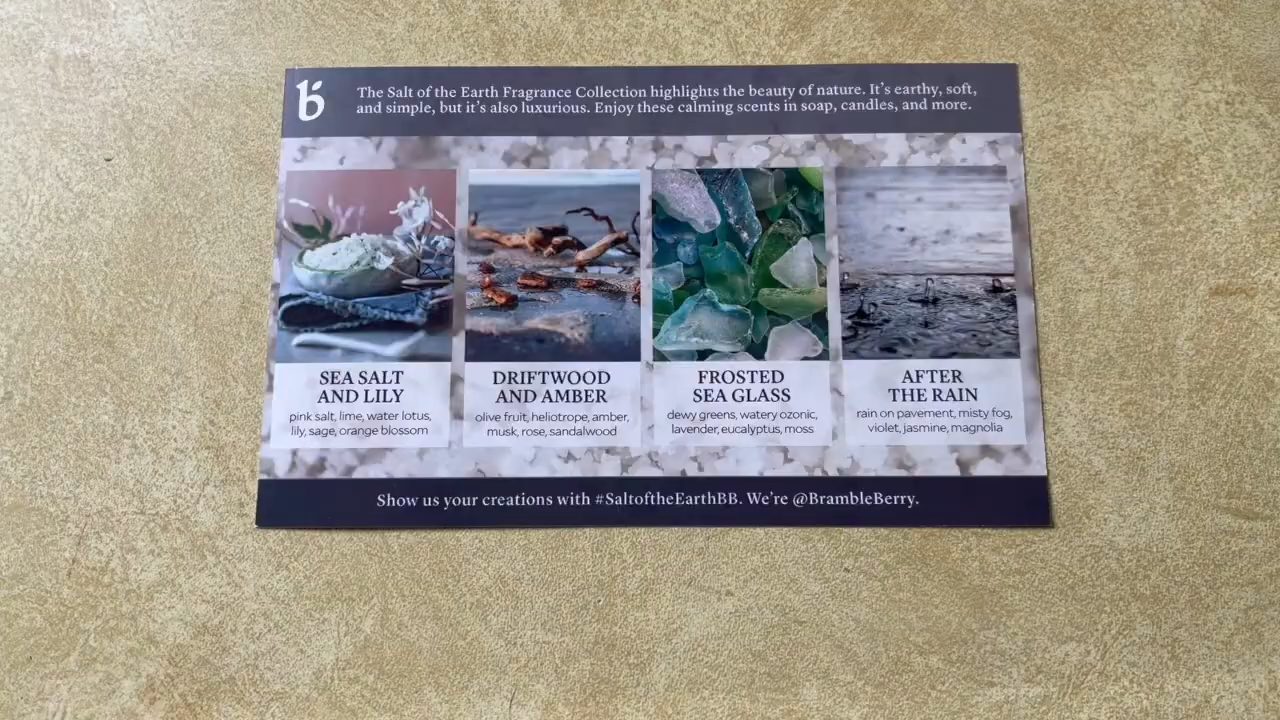 b
The Salt of the Earth Fragrance Collection highlights the beauty of nature. It's earthy, soft,
and simple, but it's also luxurious. Enjoy these calming scents in soap, candles, and more.
SEA SALT
AND LILY
pink salt, lime, water lotus,
lily, sage, orange blossom
DRIFTWOOD
AND AMBER
olive fruit, heliotrope, amber,
musk, rose, sandalwood
FROSTED
SEA GLASS
dewy greens, watery ozonic,
lavender, eucalyptus, moss
AFTER
THE RAIN
rain on pavement, misty fog,
violet, jasmine, magnolia
Show us your creations with #SaltoftheEarthBB. We're @BrambleBerry.